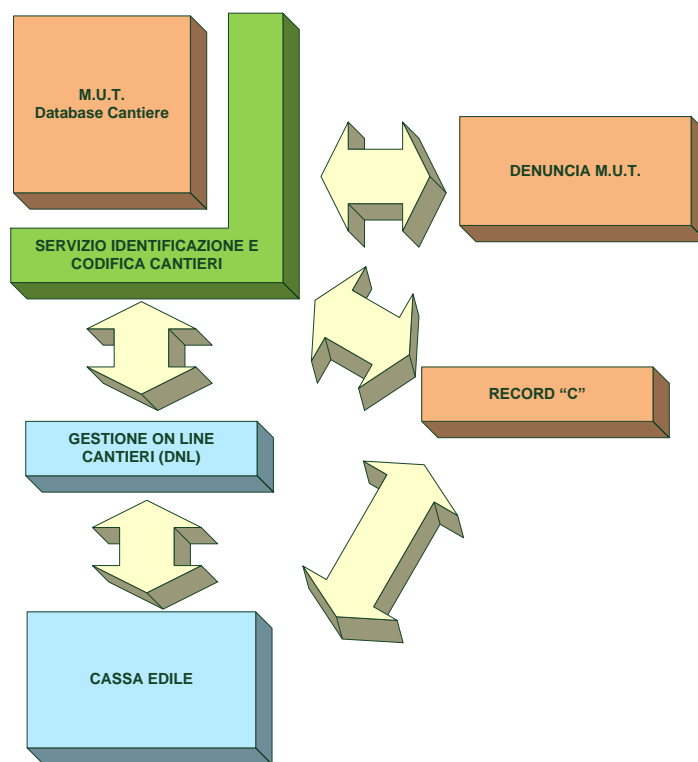 M.U.T.
Database Cantiere
DENUNCIA M.U.T.
SERVIZIO IDENTIFICAZIONE E
CODIFICA CANTIERI
RECORD “C”
GESTIONE ON LINE
CANTIERI (DNL)
CASSA EDILE